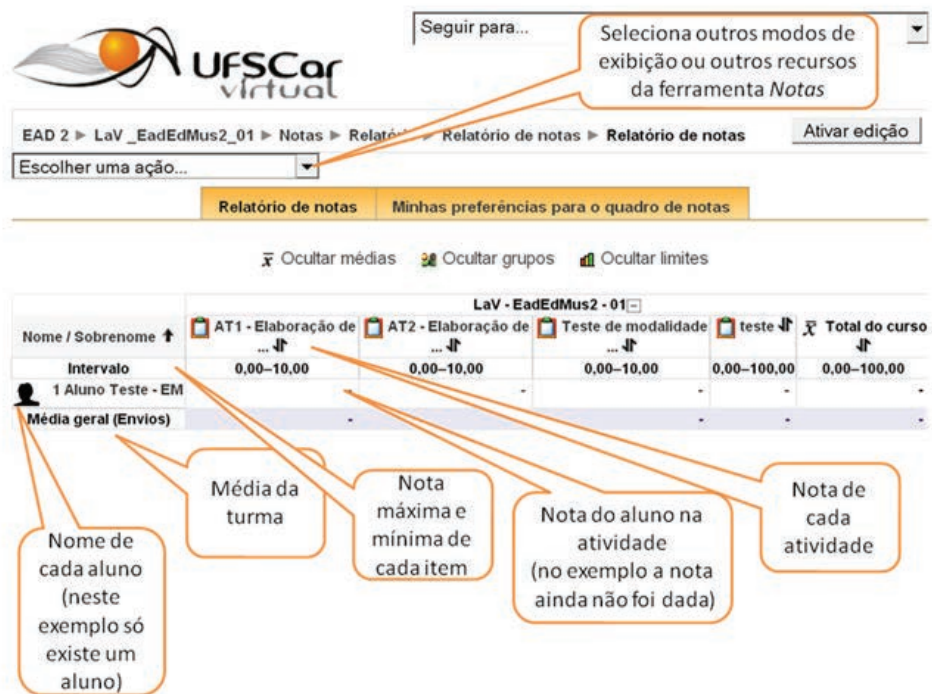 Seguir para...
UFSCar
virtual
Seleciona outros modos de
exibição ou outros recursos
da ferramenta Notas
EAD 2 ► LaV _EadEdMus2_01 ► Notas ► Relatóri ► Relatório de notas ► Relatório de notas
Ativar edição
Escolher uma ação...
Relatório de notas Minhas preferências para o quadro de notas
x̄ Ocultar médias Ocultar grupos Ocultar limites
LaV - EadEdMus2 - 01
Nome / Sobrenome
AT1 - Elaboração de
...
AT2 - Elaboração de
...
Teste de modalidade
...
teste
x̄ Total do curso
Intervalo 0,00–10,00 0,00–10,00 0,00–10,00 0,00–100,00 0,00–100,00
1 Aluno Teste - EM - - - - -
Média geral (Envios) - - - -
Nome de
cada aluno
(neste
exemplo só
existe um
aluno)
Média da
turma
Nota
máxima e
mínima de
cada item
Nota do aluno na
atividade
(no exemplo a nota
ainda não foi dada)
Nota de
cada
atividade